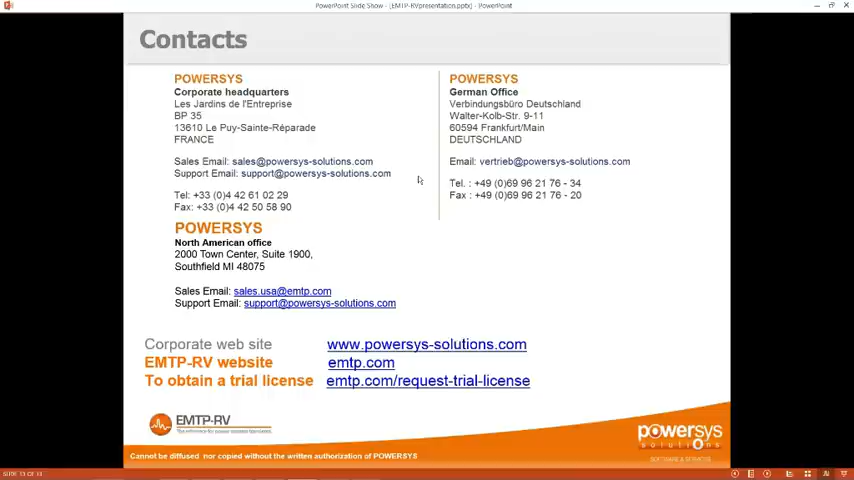 PowerPoint Slide Show - [EMTP-RVpresentation.pptx] - PowerPoint
Contacts
POWERSYS
Corporate headquarters
Les Jardins de l'Entreprise
BP 35
13610 Le Puy-Sainte-Réparade
FRANCE
Sales Email: sales@powersys-solutions.com
Support Email: support@powersys-solutions.com
Tel: +33 (0)4 42 61 02 29
Fax: +33 (0)4 42 50 58 90
POWERSYS
German Office
Verbindungsbüro Deutschland
Walter-Kolb-Str. 9-11
60594 Frankfurt/Main
DEUTSCHLAND
Email: vertrieb@powersys-solutions.com
Tel. : +49 (0)69 96 21 76 - 34
Fax : +49 (0)69 96 21 76 - 20
POWERSYS
North American office
2000 Town Center, Suite 1900,
Southfield MI 48075
Sales Email: sales.usa@emtp.com
Support Email: support@powersys-solutions.com
Corporate web site www.powersys-solutions.com
EMTP-RV website emtp.com
To obtain a trial license emtp.com/request-trial-license
EMTP-RV
powersys
solutions
SOFTWARE & SERVICES
Cannot be diffused nor copied without the written authorization of POWERSYS